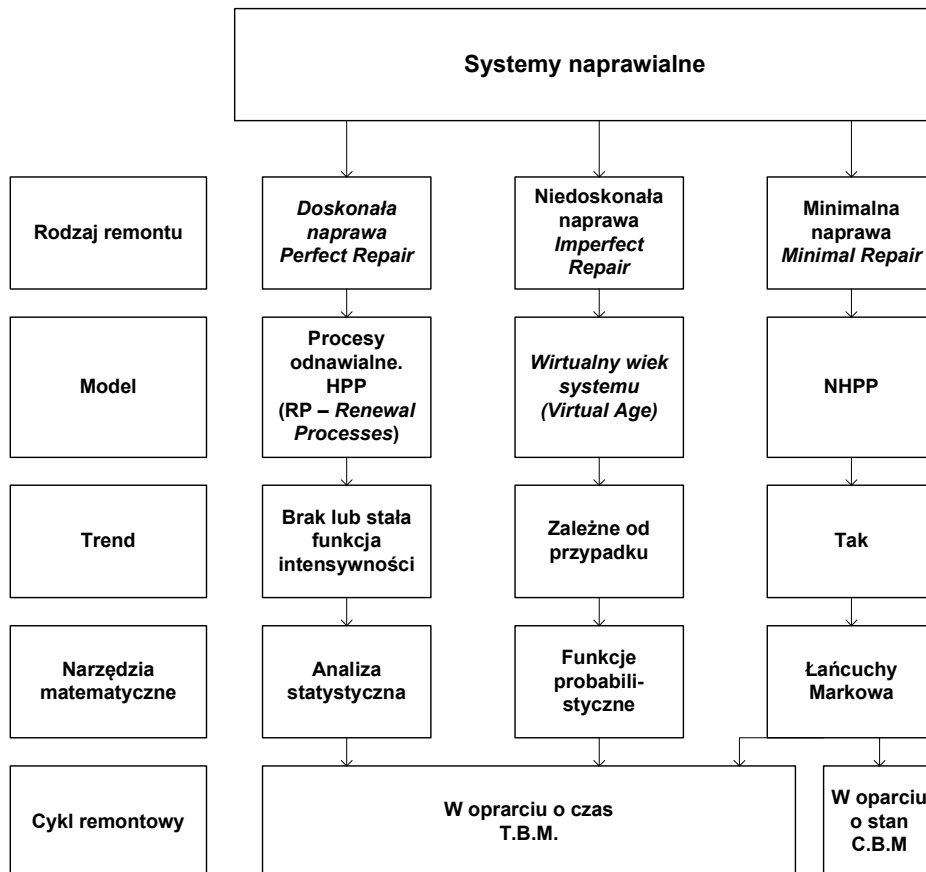 Systemy naprawialne
Rodzaj remontu
Doskonała
naprawa
Perfect Repair
Niedoskonała
naprawa
Imperfect
Repair
Minimalna
naprawa
Minimal Repair
Model
Procesy
odnawialne.
HPP
(RP – Renewal
Processes)
Wirtualny wiek
systemu
(Virtual Age)
NHPP
Trend
Brak lub stała
funkcja
intensywności
Zależne od
przypadku
Tak
Narzędzia
matematyczne
Analiza
statystyczna
Funkcje
probabili-
styczne
Łańcuchy
Markowa
Cykl remontowy
W oprarciu o czas
T.B.M.
W oparciu
o stan
C.B.M